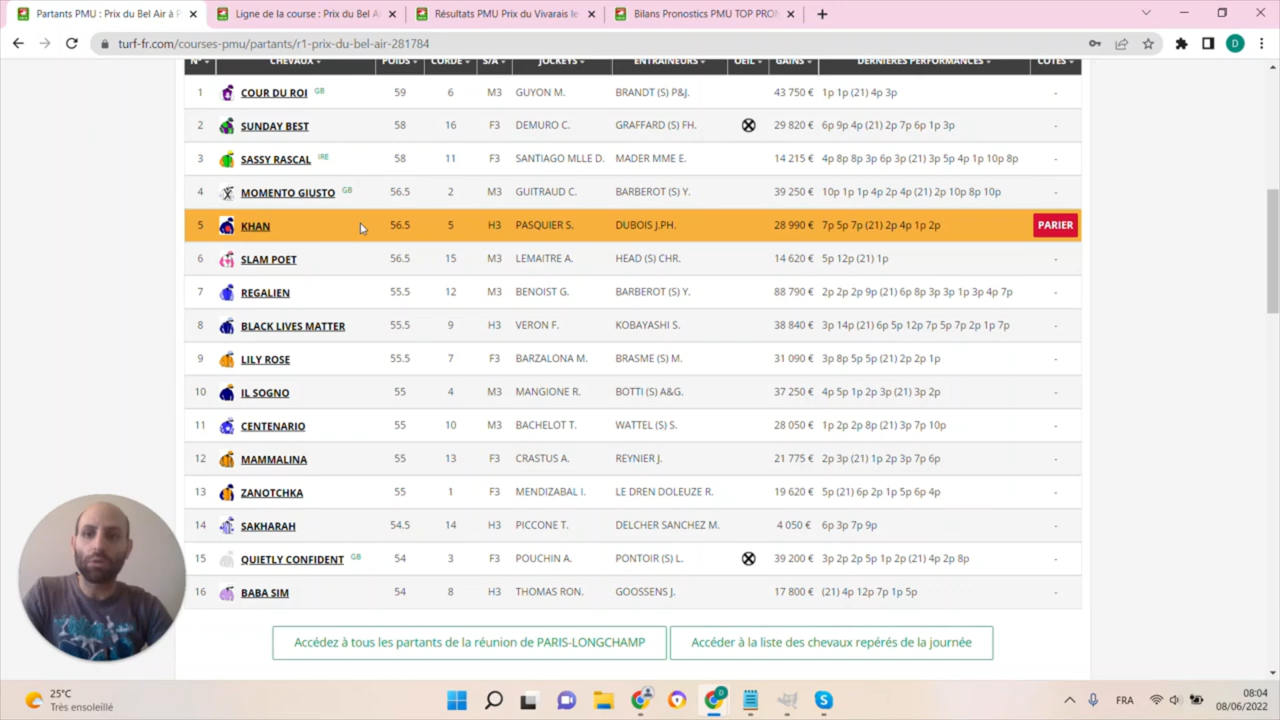 Partants PMU : Prix du Bel Air à P
Ligne de la course : Prix du Bel A
Résultats PMU Prix du Vivarais le
Bilans Pronostics PMU TOP PRON
turf-fr.com/courses-pmu/partants/r1-prix-du-bel-air-281784
N° CHEVAUX POIDS CORDE S/A JOCKEYS ENTRAINEURS OEIL GAINS DERNIÈRES PERFORMANCES COTES
1 COUR DU ROI GB 59 6 M3 GUYON M. BRANDT (S) P&J. 43 750 € 1p 1p (21) 4p 3p -
2 SUNDAY BEST 58 16 F3 DEMURO C. GRAFFARD (S) FH. 29 820 € 6p 9p 4p (21) 2p 7p 6p 1p 3p -
3 SASSY RASCAL IRE 58 11 F3 SANTIAGO MLLE D. MADER MME E. 14 215 € 4p 8p 8p 3p 6p 3p (21) 3p 5p 4p 1p 10p 8p -
4 MOMENTO GIUSTO GB 56.5 2 M3 GUITRAUD C. BARBEROT (S) Y. 39 250 € 10p 1p 1p 4p 2p 4p (21) 2p 10p 8p 10p -
5 KHAN 56.5 5 H3 PASQUIER S. DUBOIS J.PH. 28 990 € 7p 5p 7p (21) 2p 4p 1p 2p PARIER
6 SLAM POET 56.5 15 M3 LEMAITRE A. HEAD (S) CHR. 14 620 € 5p 12p (21) 1p -
7 REGALIEN 55.5 12 M3 BENOIST G. BARBEROT (S) Y. 88 790 € 2p 2p 2p 9p (21) 6p 8p 3p 3p 1p 3p 4p 7p -
8 BLACK LIVES MATTER 55.5 9 H3 VERON F. KOBAYASHI S. 38 840 € 3p 14p (21) 6p 5p 12p 7p 5p 7p 2p 1p 7p -
9 LILY ROSE 55.5 7 F3 BARZALONA M. BRASME (S) M. 31 090 € 3p 8p 5p 5p (21) 2p 2p 1p -
10 IL SOGNO 55 4 M3 MANGIONE R. BOTTI (S) A&G. 37 250 € 4p 5p 1p 2p 3p (21) 3p 2p -
11 CENTENARIO 55 10 M3 BACHELOT T. WATTEL (S) S. 28 050 € 1p 2p 2p 8p (21) 3p 7p 10p -
12 MAMMALINA 55 13 F3 CRASTUS A. REYNIER J. 21 775 € 2p 3p (21) 1p 2p 3p 7p 6p -
13 ZANOTCHKA 55 1 F3 MENDIZABAL I. LE DREN DOLEUZE R. 19 620 € 5p (21) 6p 2p 1p 5p 6p 4p -
14 SAKHARAH 54.5 14 H3 PICCONE T. DELCHER SANCHEZ M. 4 050 € 6p 3p 7p 9p -
15 QUIETLY CONFIDENT GB 54 3 F3 POUCHIN A. PONTOIR (S) L. 39 200 € 3p 2p 2p 5p 1p 2p (21) 4p 2p 8p -
16 BABA SIM 54 8 H3 THOMAS RON. GOOSSENS J. 17 800 € (21) 4p 12p 7p 1p 5p -
Accédez à tous les partants de la réunion de PARIS-LONGCHAMP
Accéder à la liste des chevaux repérés de la journée
25°C
Très ensoleillé
FRA
08:04
08/06/2022